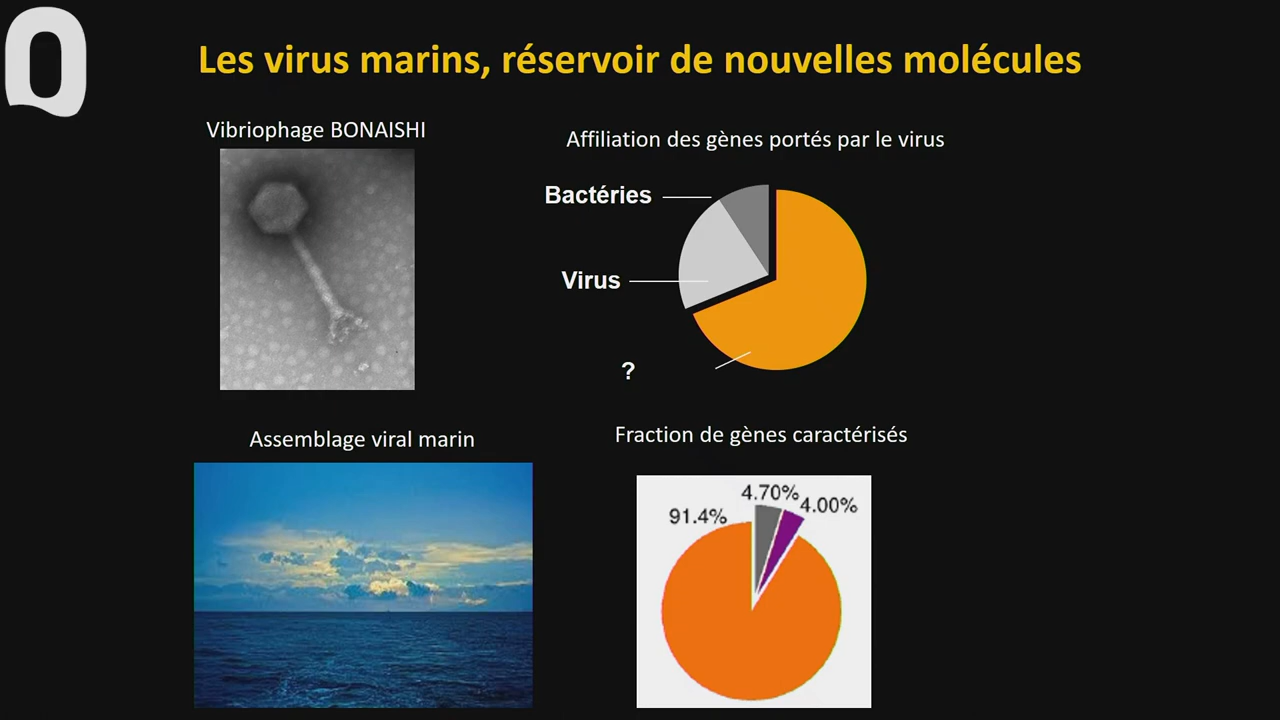 Q
Les virus marins, réservoir de nouvelles molécules
Vibriophage BONAISHI
Affiliation des gènes portés par le virus
Bactéries
Virus
?
Assemblage viral marin
Fraction de gènes caractérisés
4.70%
4.00%
91.4%